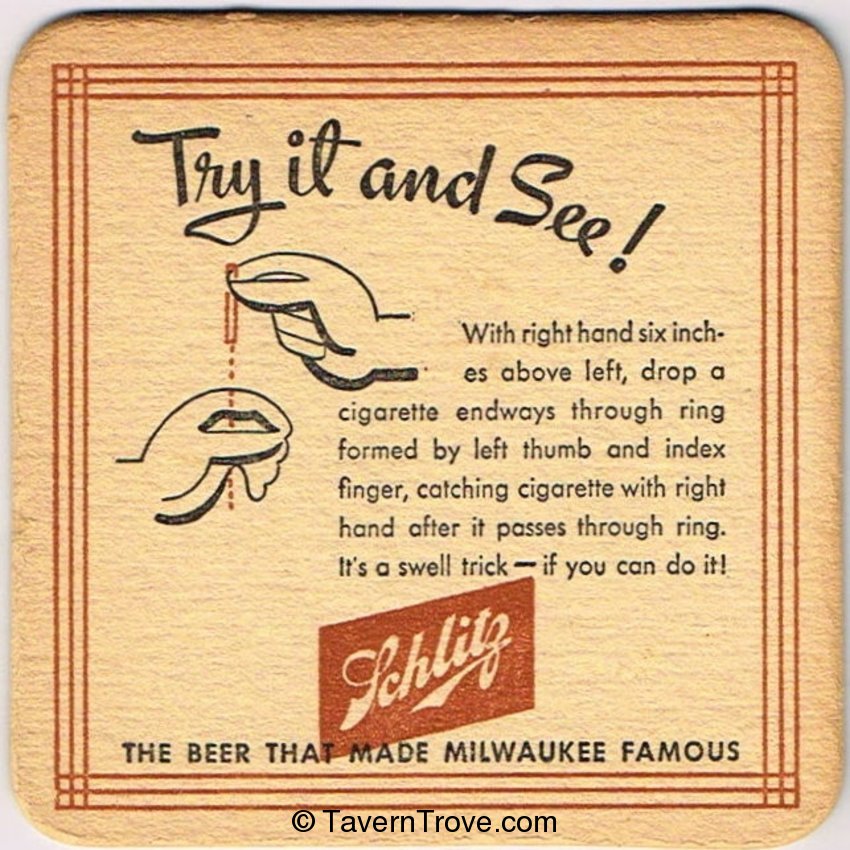 Try it and See!
With right hand six inch-
es above left, drop a
cigarette endways through ring
formed by left thumb and index
finger, catching cigarette with right
hand after it passes through ring.
It's a swell trick — if you can do it!
Schlitz
THE BEER THAT MADE MILWAUKEE FAMOUS
© TavernTrove.com